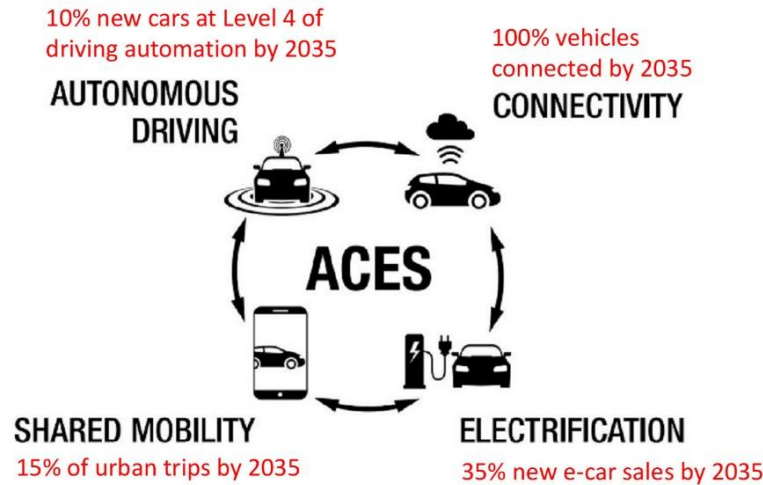 10% new cars at Level 4 of
driving automation by 2035
AUTONOMOUS
DRIVING
100% vehicles
connected by 2035
CONNECTIVITY
ACES
SHARED MOBILITY
15% of urban trips by 2035
ELECTRIFICATION
35% new e-car sales by 2035